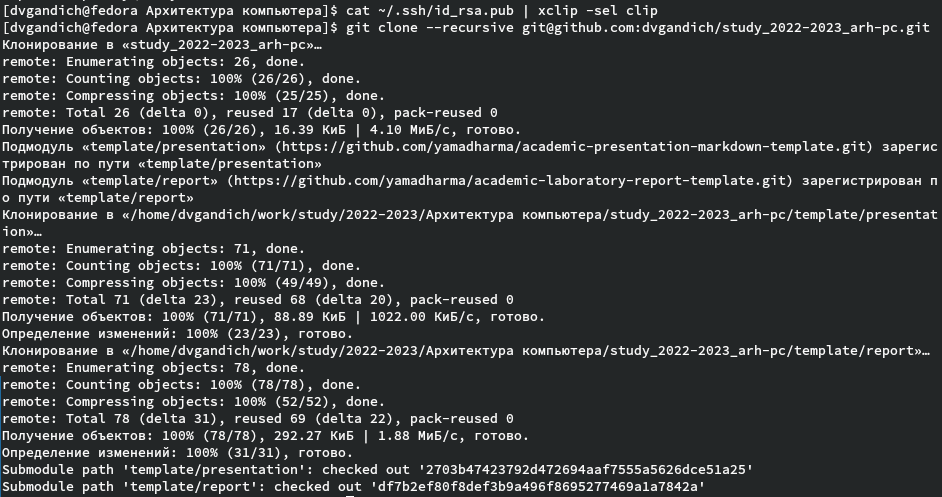 [dvgandich@fedora Архитектура компьютера]$ cat ~/.ssh/id_rsa.pub | xclip -sel clip
[dvgandich@fedora Архитектура компьютера]$ git clone --recursive git@github.com:dvgandich/study_2022-2023_arh-pc.git
Клонирование в «study_2022-2023_arh-pc»…
remote: Enumerating objects: 26, done.
remote: Counting objects: 100% (26/26), done.
remote: Compressing objects: 100% (25/25), done.
remote: Total 26 (delta 0), reused 17 (delta 0), pack-reused 0
Получение объектов: 100% (26/26), 16.39 КиБ | 4.10 МиБ/с, готово.
Подмодуль «template/presentation» (https://github.com/yamadharma/academic-presentation-markdown-template.git) зарегис
трирован по пути «template/presentation»
Подмодуль «template/report» (https://github.com/yamadharma/academic-laboratory-report-template.git) зарегистрирован п
о пути «template/report»
Клонирование в «/home/dvgandich/work/study/2022-2023/Архитектура компьютера/study_2022-2023_arh-pc/template/presentat
ion»…
remote: Enumerating objects: 71, done.
remote: Counting objects: 100% (71/71), done.
remote: Compressing objects: 100% (49/49), done.
remote: Total 71 (delta 23), reused 68 (delta 20), pack-reused 0
Получение объектов: 100% (71/71), 88.89 КиБ | 1022.00 КиБ/с, готово.
Определение изменений: 100% (23/23), готово.
Клонирование в «/home/dvgandich/work/study/2022-2023/Архитектура компьютера/study_2022-2023_arh-pc/template/report»…
remote: Enumerating objects: 78, done.
remote: Counting objects: 100% (78/78), done.
remote: Compressing objects: 100% (52/52), done.
remote: Total 78 (delta 31), reused 69 (delta 22), pack-reused 0
Получение объектов: 100% (78/78), 292.27 КиБ | 1.88 МиБ/с, готово.
Определение изменений: 100% (31/31), готово.
Submodule path 'template/presentation': checked out '2703b47423792d472694aaf7555a5626dce51a25'
Submodule path 'template/report': checked out 'df7b2ef80f8def3b9a496f8695277469a1a7842a'